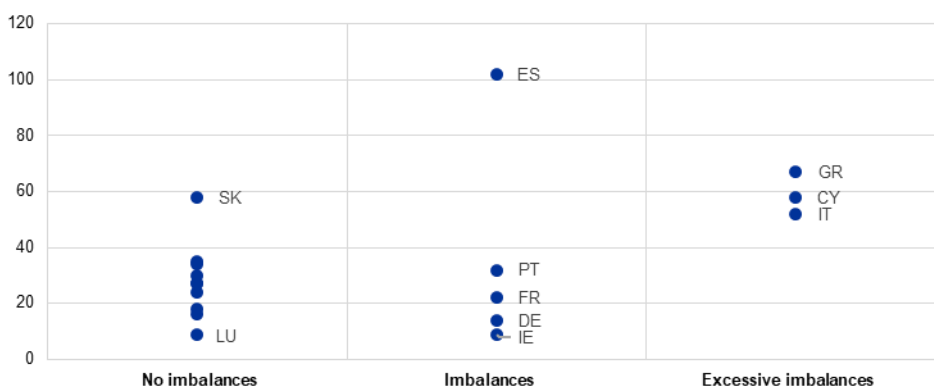 120
100
ES
80
GR
60
SK
CY
IT
40
PT
20
FR
DE
LU
IE
0
No imbalances Imbalances Excessive imbalances